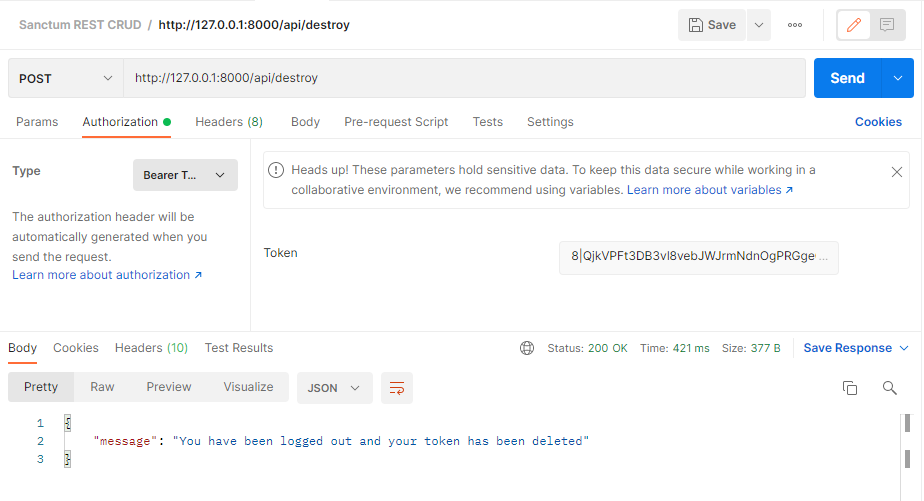 Sanctum REST CRUD / http://127.0.0.1:8000/api/destroy
Save
POST
http://127.0.0.1:8000/api/destroy
Send
Params Authorization Headers (8) Body Pre-request Script Tests Settings Cookies
Type
Bearer T...
Heads up! These parameters hold sensitive data. To keep this data secure while working in a
collaborative environment, we recommend using variables. Learn more about variables ↗
The authorization header will be
automatically generated when you
send the request.
Learn more about authorization ↗
Token
8|QjkVPFt3DB3vl8vebJWJrmNdnOgPRGge ...
Body Cookies Headers (10) Test Results
Status: 200 OK Time: 421 ms Size: 377 B Save Response
Pretty Raw Preview Visualize JSON
1 {
2 "message": "You have been logged out and your token has been deleted"
3 }